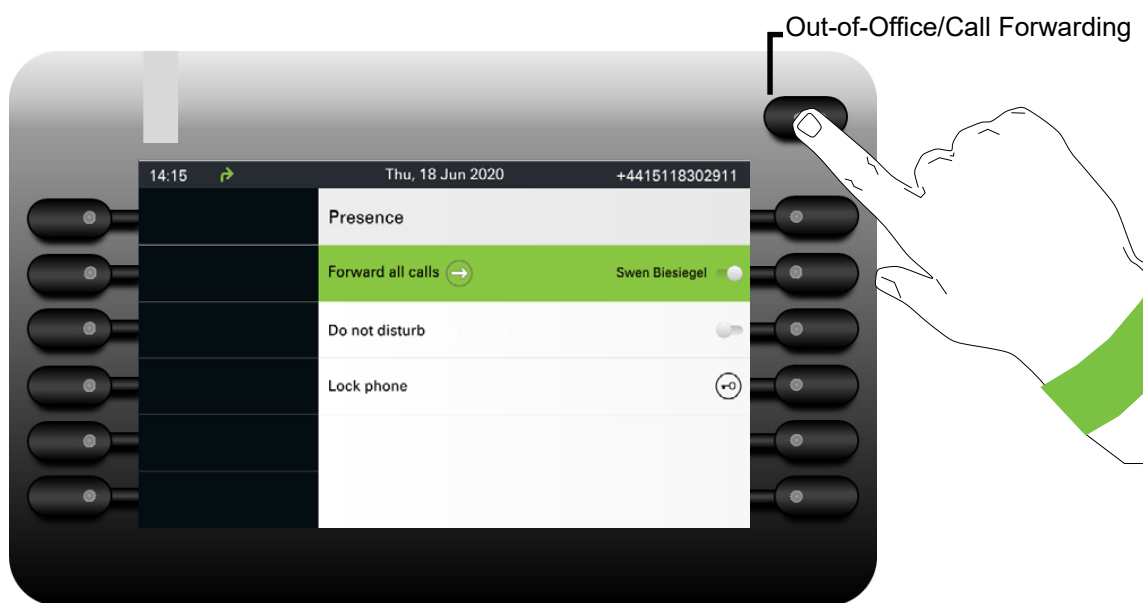 Out-of-Office/Call Forwarding
14:15 Thu, 18 Jun 2020 +4415118302911
Presence
Forward all calls Swen Biesiegel
Do not disturb
Lock phone